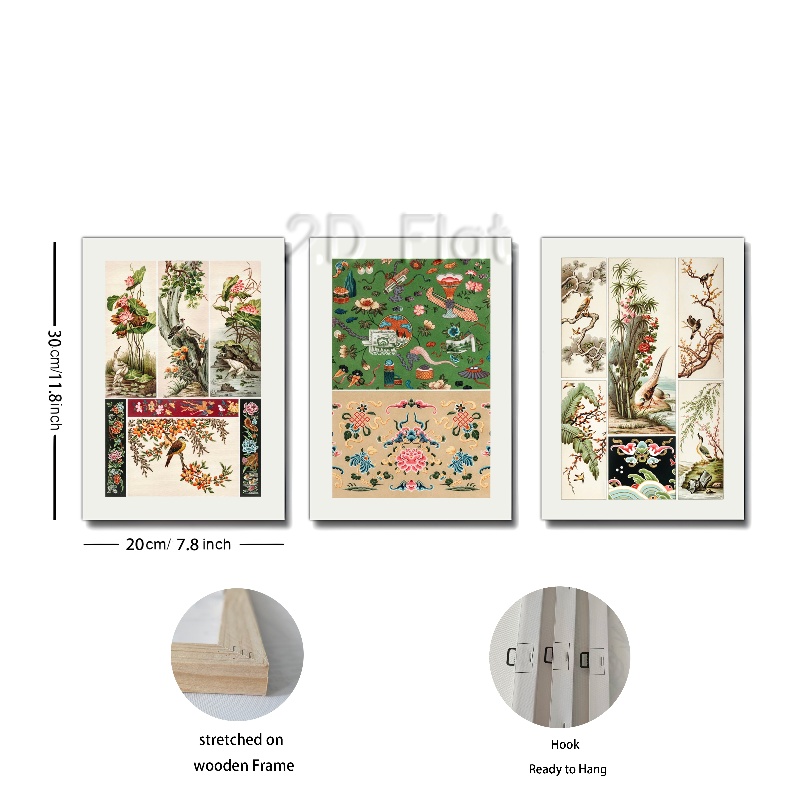 2D Flat
30cm/11.8inch
20cm/ 7.8 inch
stretched on
wooden Frame
Hook
Ready to Hang